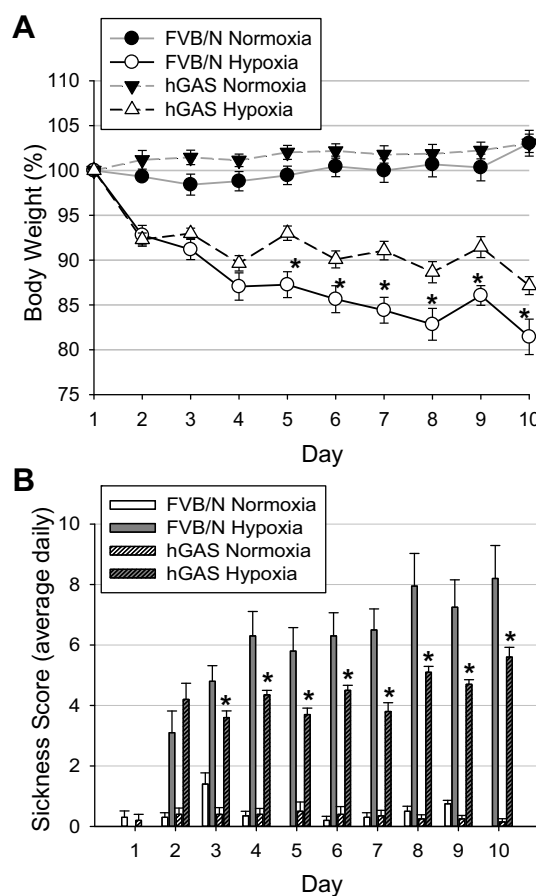 A
FVB/N Normoxia
FVB/N Hypoxia
hGAS Normoxia
hGAS Hypoxia
Body Weight (%)
110
105
100
95
90
85
80
75
* * * * * *
1 2 3 4 5 6 7 8 9 10
Day
B
FVB/N Normoxia
FVB/N Hypoxia
hGAS Normoxia
hGAS Hypoxia
Sickness Score (average daily)
10
8
6
4
2
0
* * * * * * * *
1 2 3 4 5 6 7 8 9 10
Day